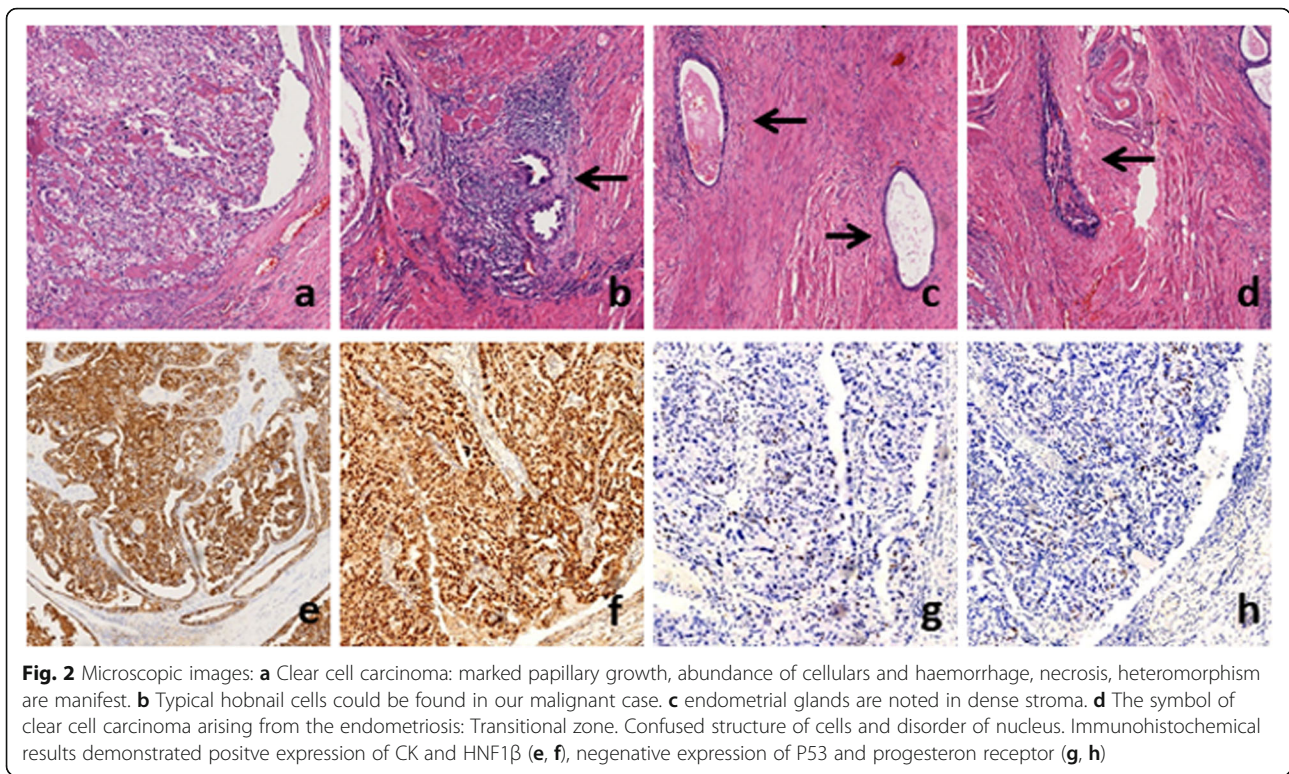 a
b
c
d
e
f
g
h
Fig. 2 Microscopic images: a Clear cell carcinoma: marked papillary growth, abundance of cellulars and haemorrhage, necrosis, heteromorphism
are manifest. b Typical hobnail cells could be found in our malignant case. c endometrial glands are noted in dense stroma. d The symbol of
clear cell carcinoma arising from the endometriosis: Transitional zone. Confused structure of cells and disorder of nucleus. Immunohistochemical
results demonstrated positve expression of CK and HNF1β (e, f), negenative expression of P53 and progesteron receptor (g, h)